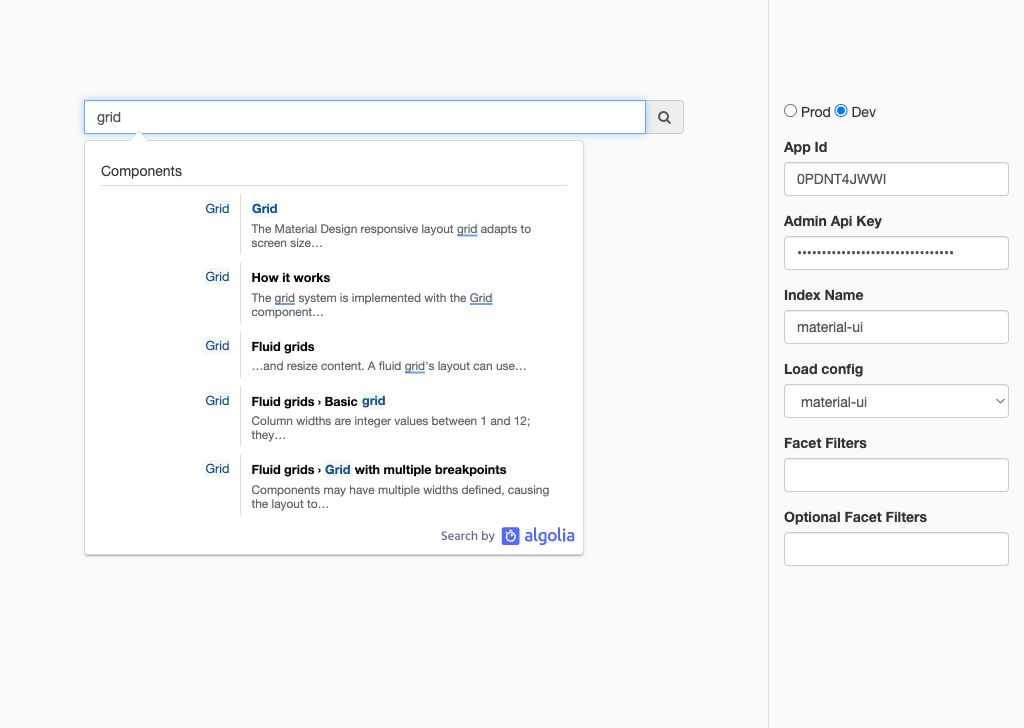 grid
Components
Grid
Grid
The Material Design responsive layout grid adapts to
screen size…
Grid
How it works
The grid system is implemented with the Grid
component…
Grid
Fluid grids
…and resize content. A fluid grid's layout can use…
Grid
Fluid grids › Basic grid
Column widths are integer values between 1 and 12;
they…
Grid
Fluid grids › Grid with multiple breakpoints
Components may have multiple widths defined, causing
the layout to…
Search by algolia
Prod Dev
App Id
0PDNT4JWWI
Admin Api Key
••••••••••••••••••••••••••••••••
Index Name
material-ui
Load config
material-ui
Facet Filters
Optional Facet Filters